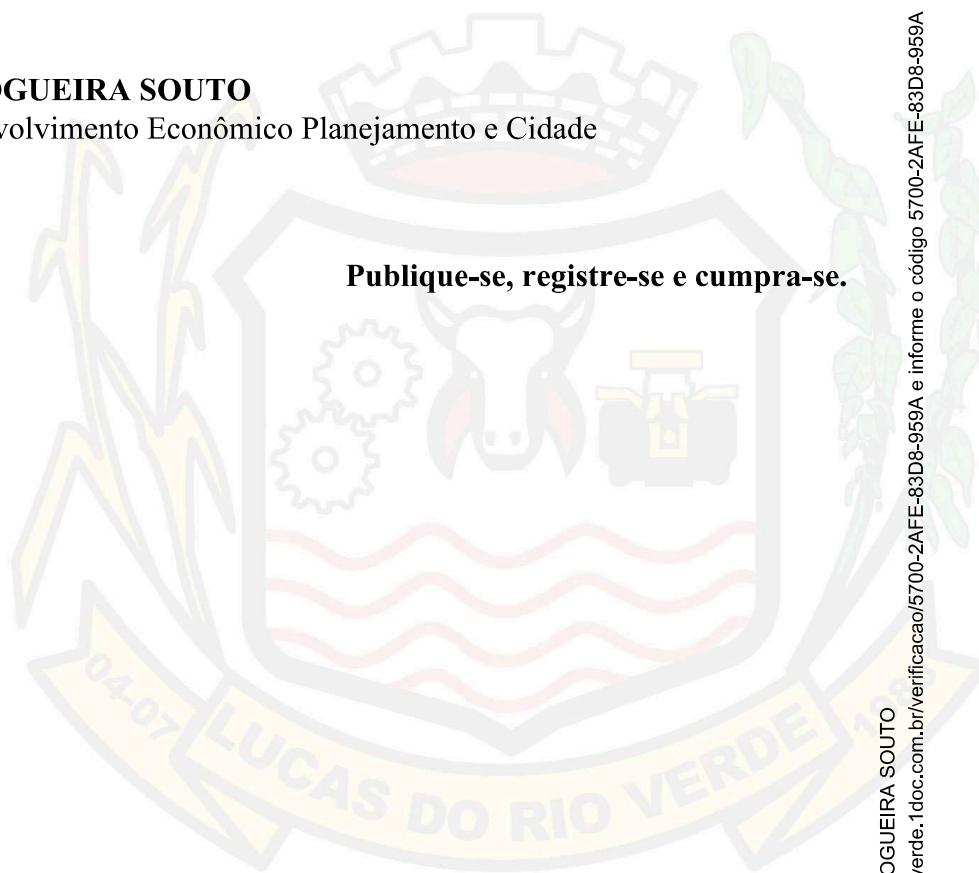 OGUEIRA SOUTO
volvimento Econômico Planejamento e Cidade
Publique-se, registre-se e cumpra-se.
04-07
LUCAS DO RIO VERDE
OGUEIRA SOUTO
verde.1doc.com.br/verificacao/5700-2AFE-83D8-959A e informe o código 5700-2AFE-83D8-959A